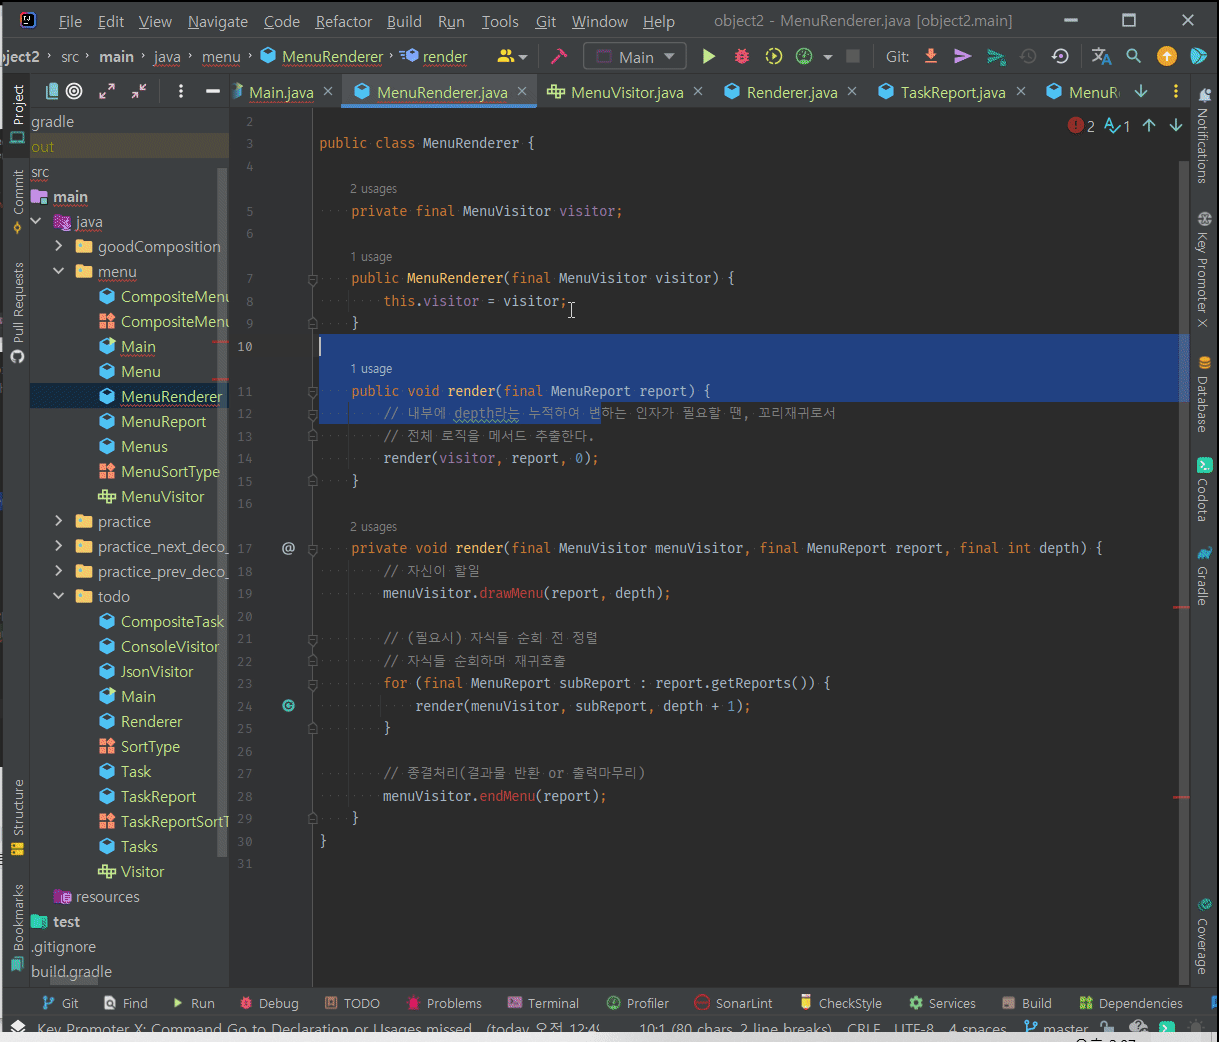 File Edit View Navigate Code Refactor Build Run Tools Git Window Help object2 - MenuRenderer.java [object2.main]
ject2 › src › main › java › menu › MenuRenderer › render Main Git:
Main.java MenuRenderer.java MenuVisitor.java Renderer.java TaskReport.java MenuR
Project
Commit
Pull Requests
Structure
Bookmarks
gradle
out
src
main
java
goodComposition
menu
CompositeMenu
CompositeMenu
Main
Menu
MenuRenderer
MenuReport
Menus
MenuSortType
MenuVisitor
practice
practice_next_deco_
practice_prev_deco_
todo
CompositeTask
ConsoleVisitor
JsonVisitor
Main
Renderer
SortType
Task
TaskReport
TaskReportSortT
Tasks
Visitor
resources
test
.gitignore
build.gradle
2 1
2
3 public class MenuRenderer {
4
2 usages
5 private final MenuVisitor visitor;
6
1 usage
7 public MenuRenderer(final MenuVisitor visitor) {
8 this.visitor = visitor;
9 }
10
1 usage
11 public void render(final MenuReport report) {
12 // 내부에 depth라는 누적하여 변하는 인자가 필요할 땐, 꼬리재귀로서
13 // 전체 로직을 메서드 추출한다.
14 render(visitor, report, 0);
15 }
16
2 usages
17 @ private void render(final MenuVisitor menuVisitor, final MenuReport report, final int depth) {
18 // 자신이 할일
19 menuVisitor.drawMenu(report, depth);
20
21 // (필요시) 자식들 순회 전 정렬
22 // 자식들 순회하며 재귀호출
23 for (final MenuReport subReport : report.getReports()) {
24 render(menuVisitor, subReport, depth + 1);
25 }
26
27 // 종결처리(결과물 반환 or 출력마무리)
28 menuVisitor.endMenu(report);
29 }
30 }
31
Notifications
Key Promoter X
Database
Codota
Gradle
Coverage
Git Find Run Debug TODO Problems Terminal Profiler SonarLint CheckStyle Services Build Dependencies
Key Promoter X: Command Go to Declaration or Usages missed (today 오전 12:49 10:1 (80 chars, 2 line breaks) CRLF UTF-8 4 spaces master